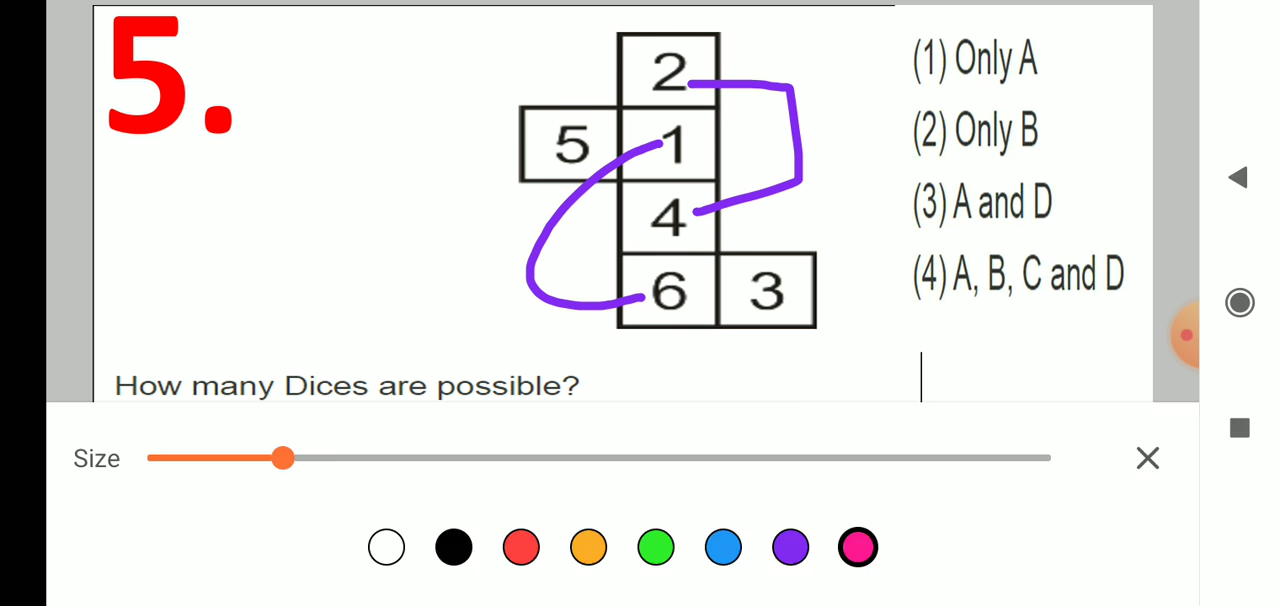 5.
2
5 1
4
6 3
(1) Only A
(2) Only B
(3) A and D
(4) A, B, C and D
How many Dices are possible?
Size